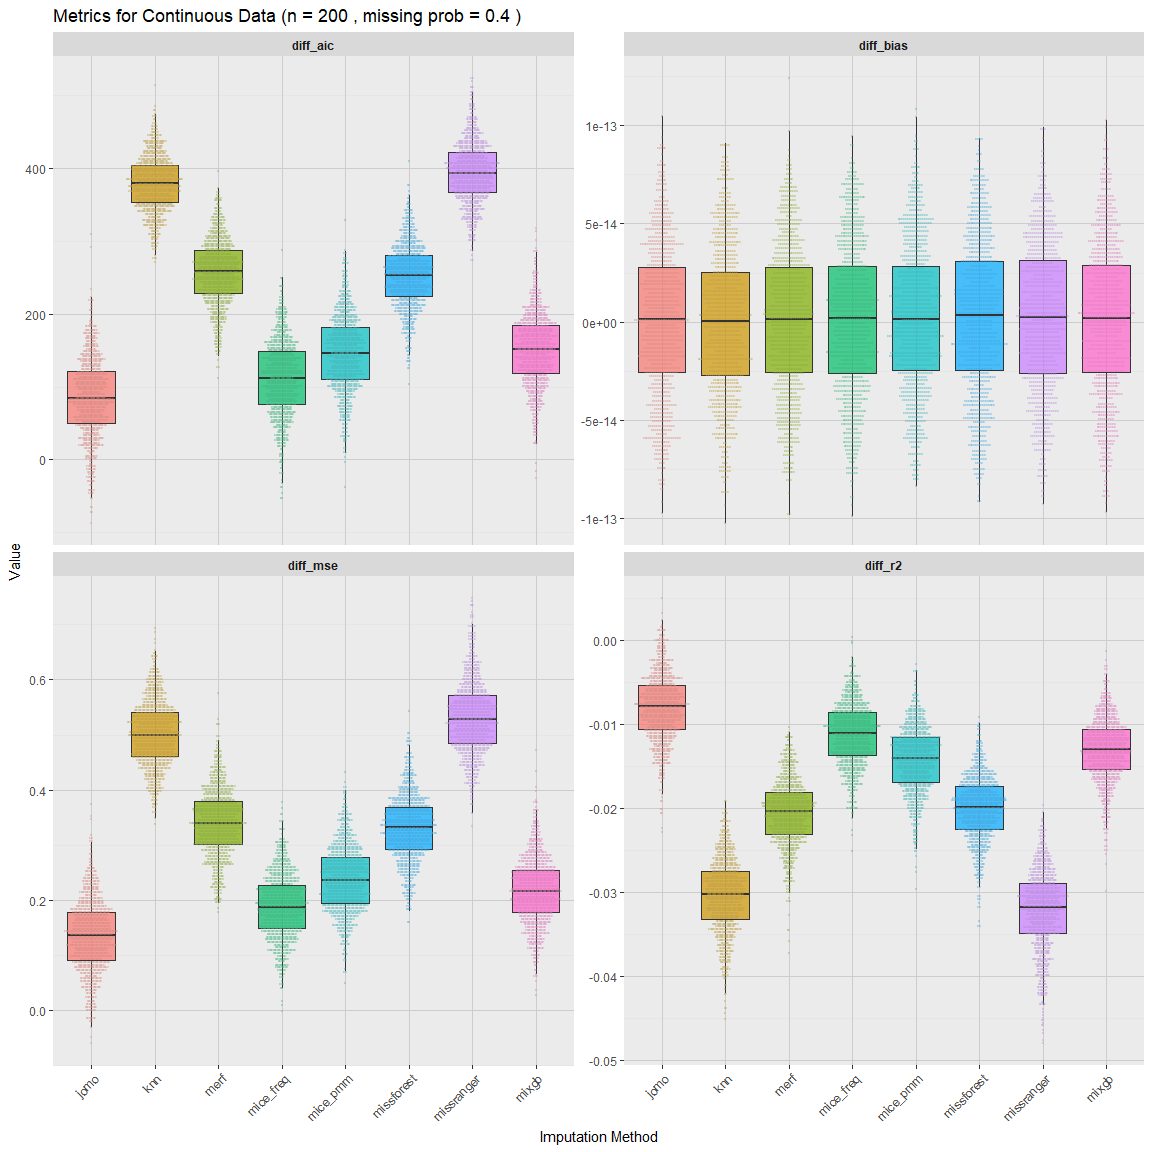 Metrics for Continuous Data (n = 200 , missing prob = 0.4 )
diff_aic
diff_bias
400
200
0
1e-13
5e-14
0e+00
-5e-14
-1e-13
Value
diff_mse
diff_r2
0.6
0.4
0.2
0.0
0.00
-0.01
-0.02
-0.03
-0.04
-0.05
jomo
knn
merf
mice_freq
mice_pmm
missforest
missranger
mixgb
jomo
knn
merf
mice_freq
mice_pmm
missforest
missranger
mixgb
Imputation Method